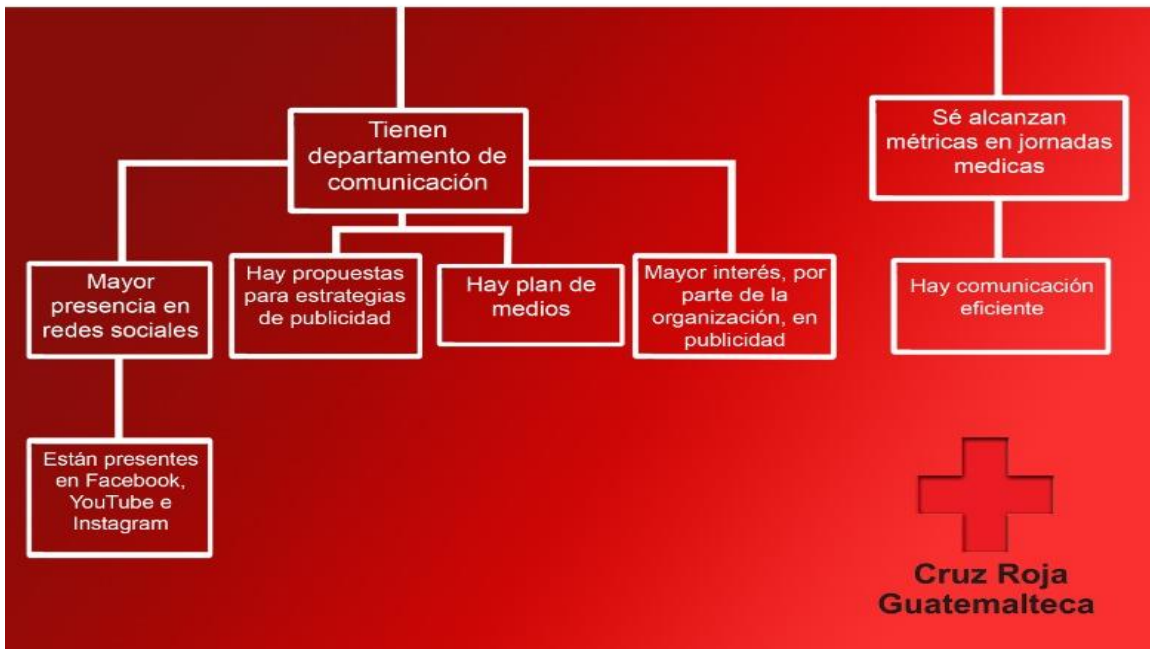 Tienen
departamento de
comunicación
Sé alcanzan
métricas en jornadas
medicas
Mayor
presencia en
redes sociales
Hay propuestas
para estrategias
de publicidad
Hay plan de
medios
Mayor interés, por
parte de la
organización, en
publicidad
Hay comunicación
eficiente
Están presentes
en Facebook,
YouTube e
Instagram
Cruz Roja
Guatemalteca